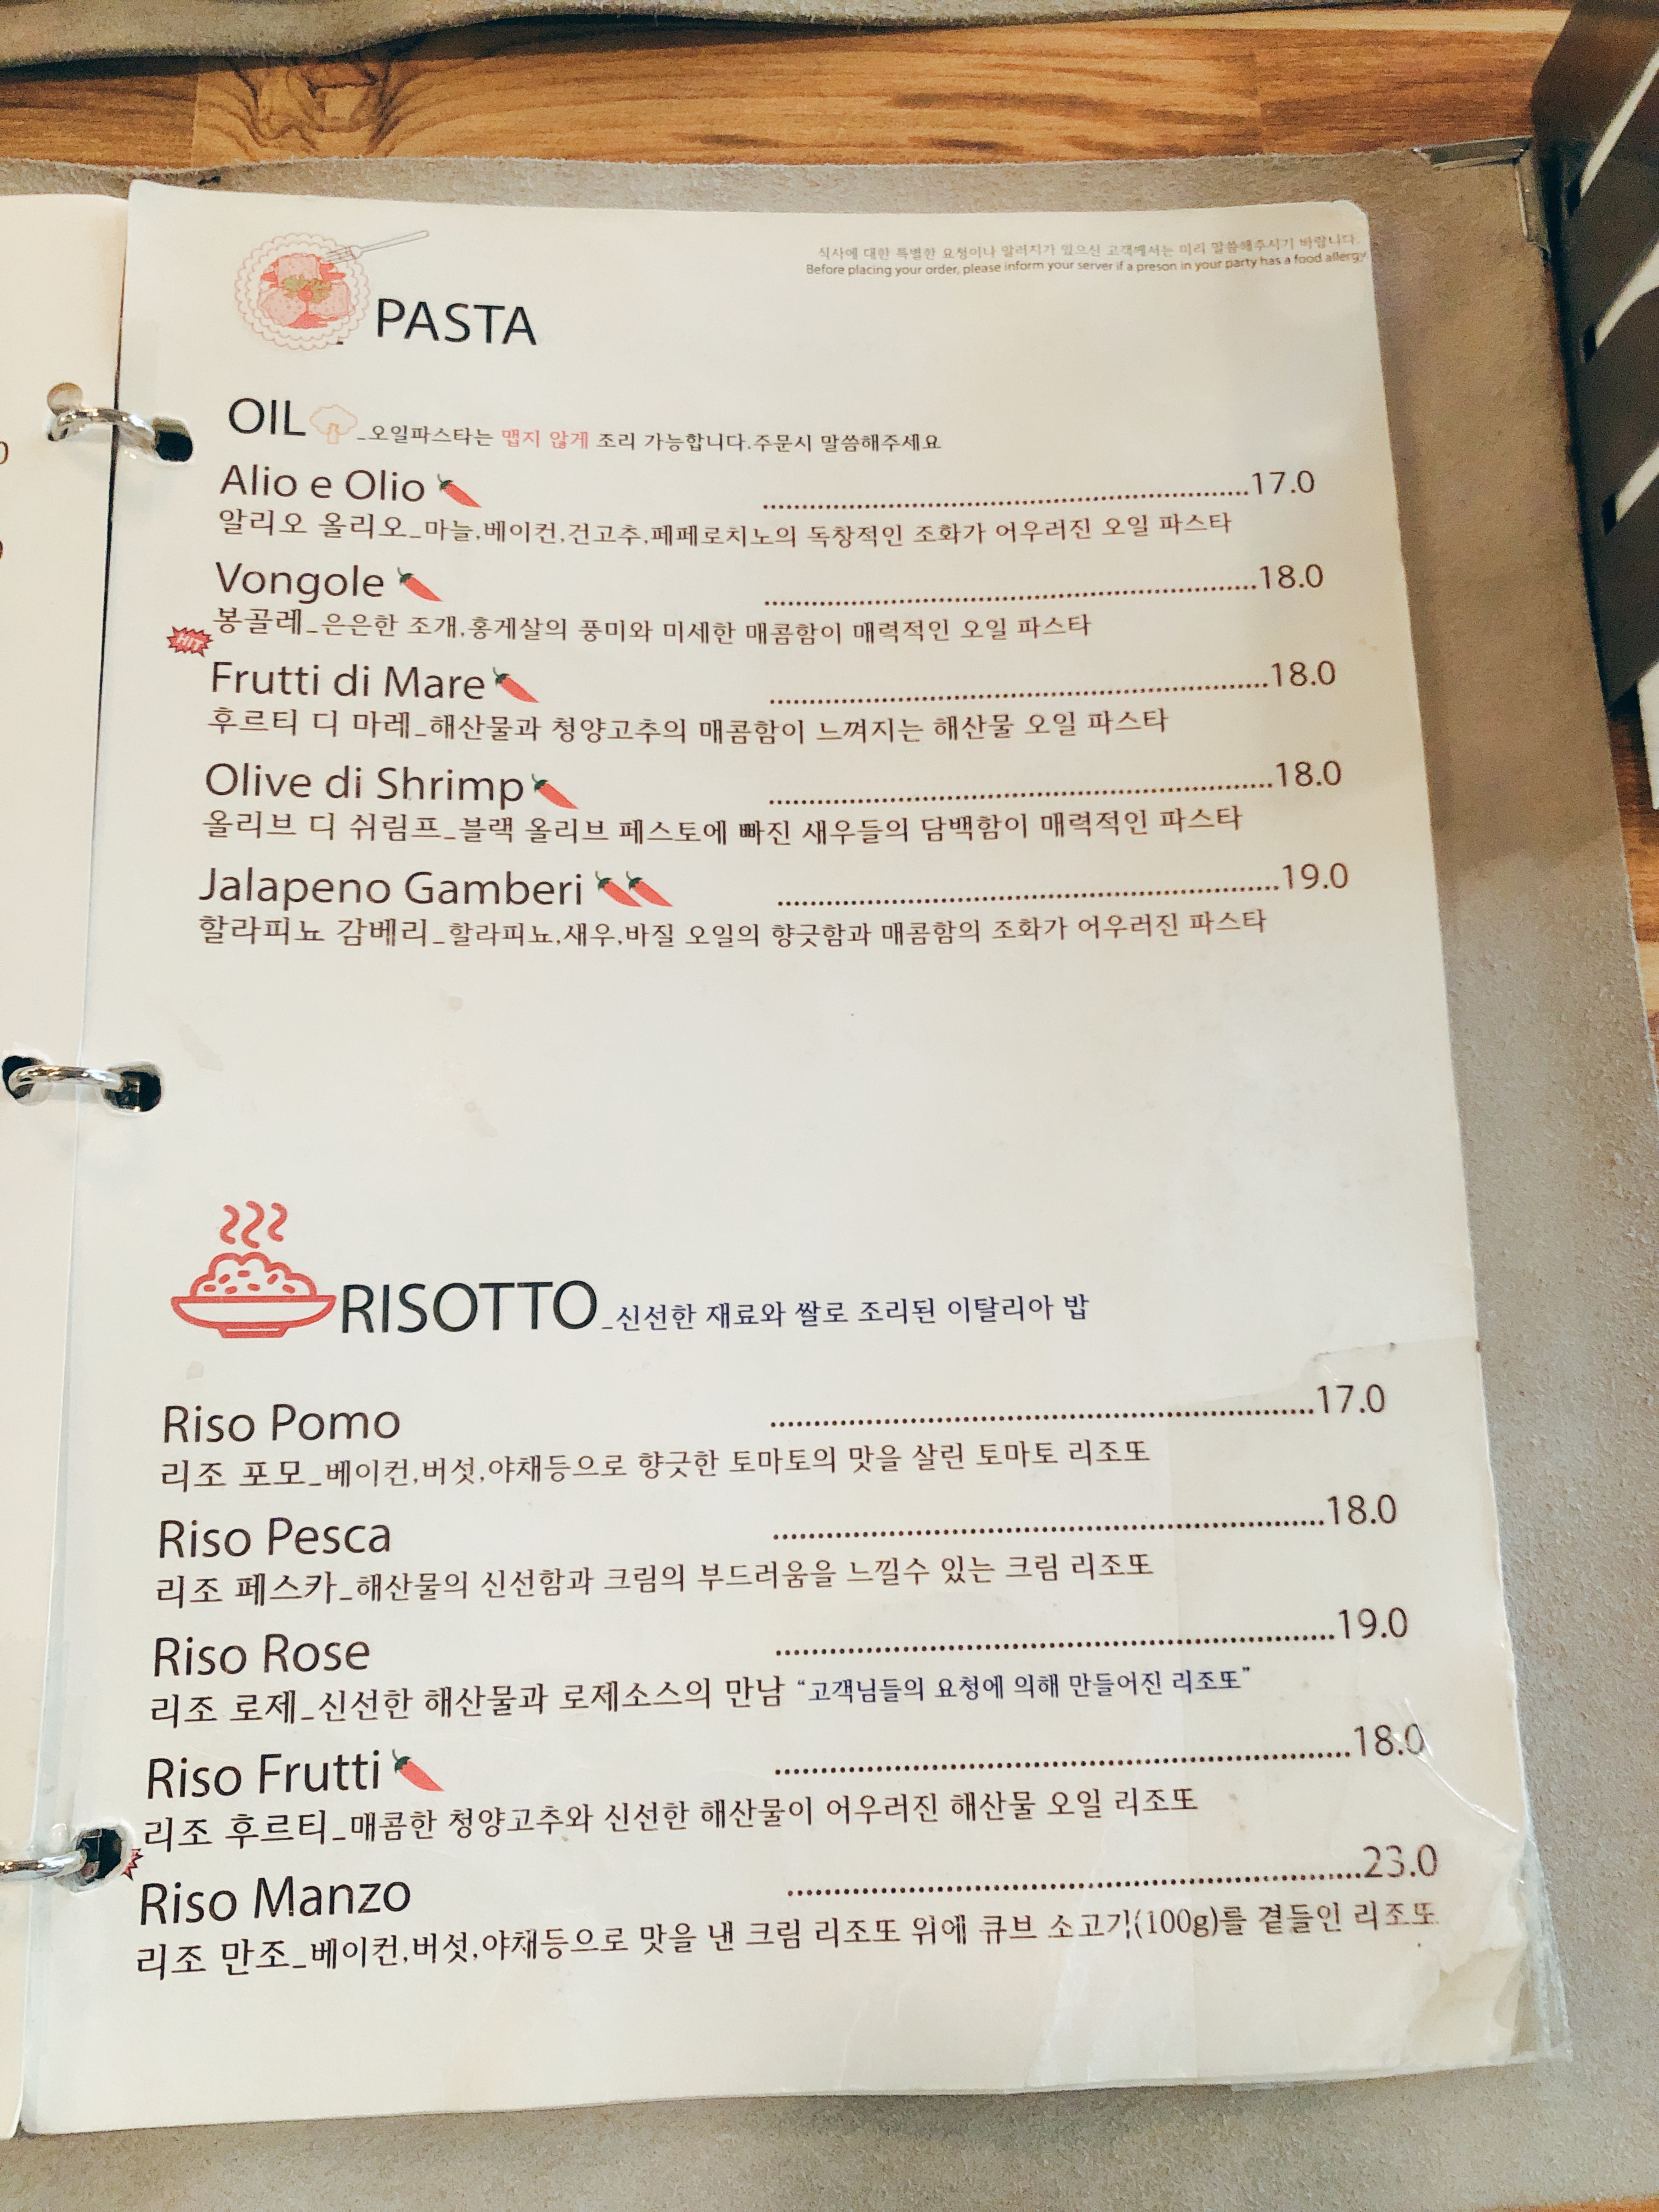 식사에 대한 특별한 요청이나 알러지가 있으신 고객께서는 미리 말씀해주시기 바랍니다.
Before placing your order, please inform your server if a preson in your party has a food allergy.
PASTA
OIL _오일파스타는 맵지 않게 조리 가능합니다.주문시 말씀해주세요
Alio e Olio ........17.0
알리오 올리오_마늘,베이컨,건고추,페페로치노의 독창적인 조화가 어우러진 오일 파스타
Vongole ........18.0
봉골레_은은한 조개,홍게살의 풍미와 미세한 매콤함이 매력적인 오일 파스타
HIT
Frutti di Mare ........18.0
후르티 디 마레_해산물과 청양고추의 매콤함이 느껴지는 해산물 오일 파스타
Olive di Shrimp ........18.0
올리브 디 쉬림프_블랙 올리브 페스토에 빠진 새우들의 담백함이 매력적인 파스타
Jalapeno Gamberi ........19.0
할라피뇨 감베리_할라피뇨,새우,바질 오일의 향긋함과 매콤함의 조화가 어우러진 파스타
RISOTTO_신선한 재료와 쌀로 조리된 이탈리아 밥
Riso Pomo ........17.0
리조 포모_베이컨,버섯,야채등으로 향긋한 토마토의 맛을 살린 토마토 리조또
Riso Pesca ........18.0
리조 페스카_해산물의 신선함과 크림의 부드러움을 느낄수 있는 크림 리조또
Riso Rose ........19.0
리조 로제_신선한 해산물과 로제소스의 만남 “고객님들의 요청에 의해 만들어진 리조또”
Riso Frutti ........18.0
리조 후르티_매콤한 청양고추와 신선한 해산물이 어우러진 해산물 오일 리조또
Riso Manzo ........23.0
리조 만조_베이컨,버섯,야채등으로 맛을 낸 크림 리조또 위에 큐브 소고기(100g)를 곁들인 리조또